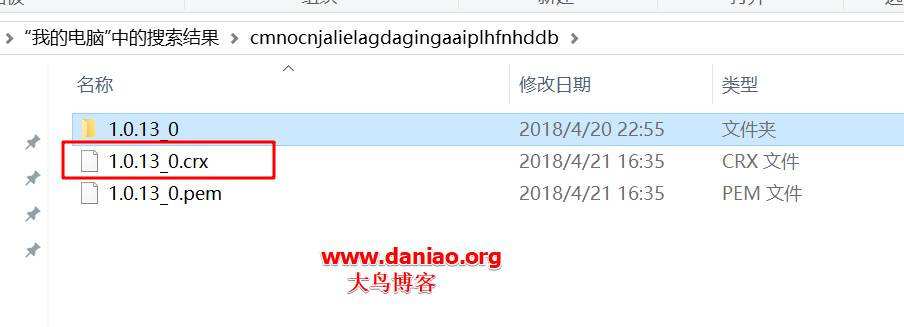 “我的电脑”中的搜索结果 > cmnocnjalielagdagingaaiplhfnhddb >
名称 修改日期 类型
1.0.13_0 2018/4/20 22:55 文件夹
1.0.13_0.crx 2018/4/21 16:35 CRX 文件
1.0.13_0.pem 2018/4/21 16:35 PEM 文件
www.daniao.org
大鸟博客